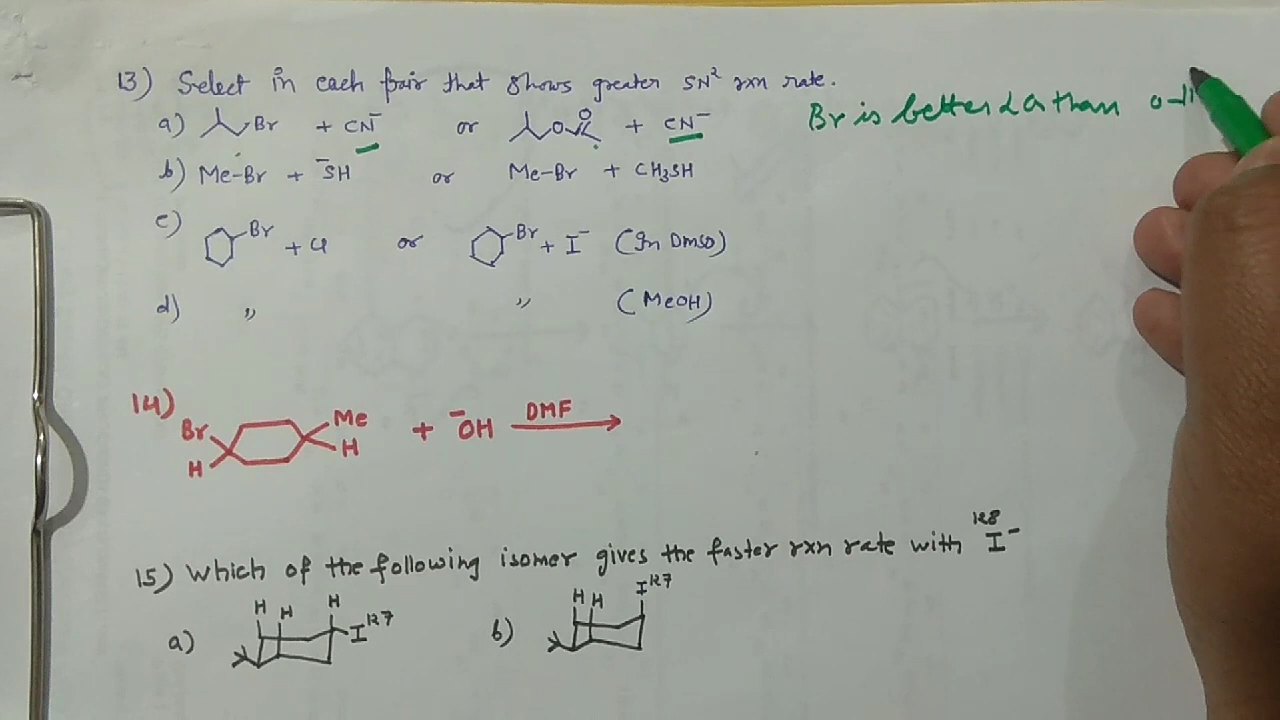 13) Select in each pair that shows greater SN² rxn rate.
Br is better LG than
a) Br + CN⁻ or O + CN⁻
b) Me-Br + ⁻SH or Me-Br + CH₃SH
c) Br + Cl or Br + I⁻ (In DMSO)
d) " " (MeOH)
14) Br H Me H + ⁻OH DMF
15) Which of the following isomer gives the faster rxn rate with ¹²⁸I⁻
a) H H H I¹²⁷ b) H H I¹²⁷